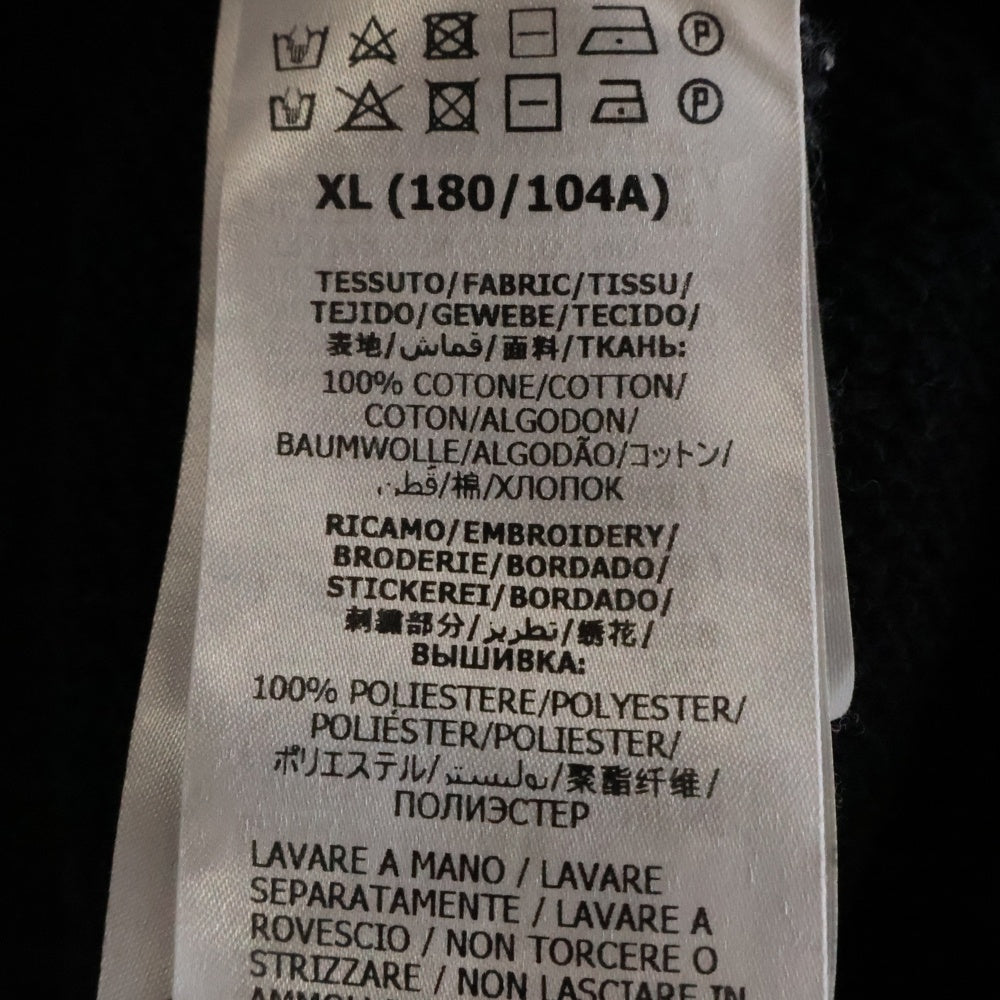 XL (180/104A)
TESSUTO/FABRIC/TISSU/
TEJIDO/GEWEBE/TECIDO/
表地/قماش/面料/ТКАНЬ:
100% COTONE/COTTON/
COTON/ALGODON/
BAUMWOLLE/ALGODÃO/コットン/
قطن/棉/ХЛОПОК
RICAMO/EMBROIDERY/
BRODERIE/BORDADO/
STICKEREI/BORDADO/
刺繍部分/تطريز/绣花/
ВЫШИВКА:
100% POLIESTERE/POLYESTER/
POLIÉSTER/POLIESTER/
ポリエステル/بوليستر/聚酯纤维/
ПОЛИЭСТЕР
LAVARE A MANO / LAVARE
SEPARATAMENTE / LAVARE A
ROVESCIO / NON TORCERE O
STRIZZARE / NON LASCIARE IN